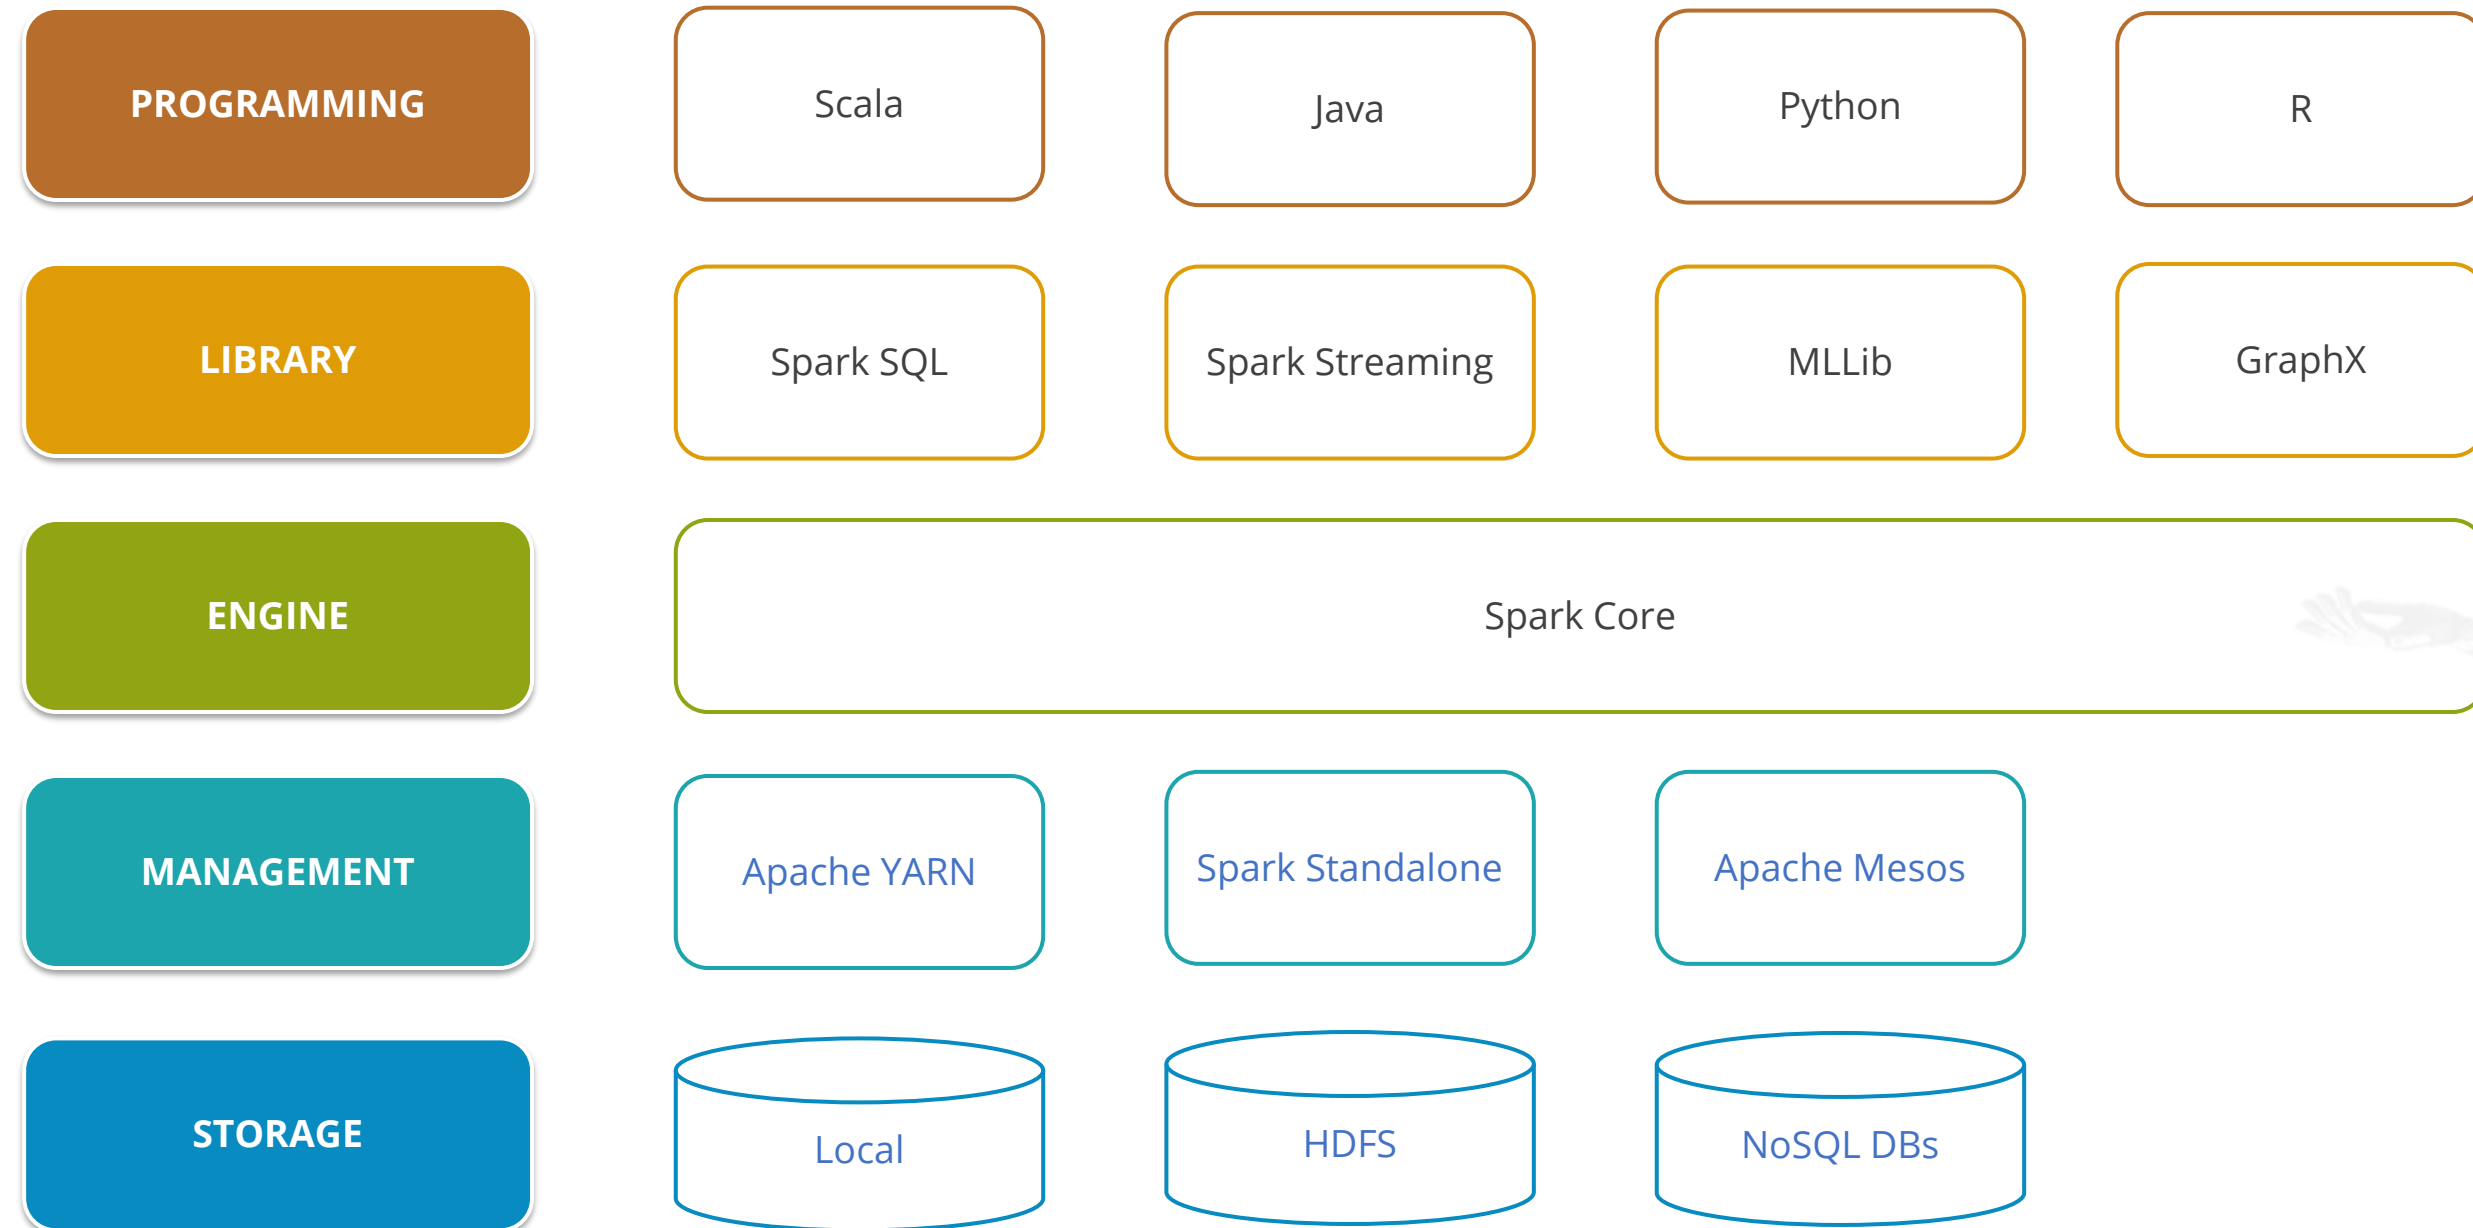 PROGRAMMING
Scala
Java
Python
R
LIBRARY
Spark SQL
Spark Streaming
MLLib
GraphX
ENGINE
Spark Core
MANAGEMENT
Apache YARN
Spark Standalone
Apache Mesos
STORAGE
Local
HDFS
NoSQL DBs